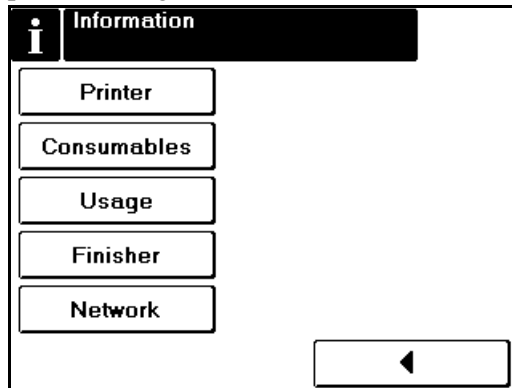 i
Information
Printer
Consumables
Usage
Finisher
Network